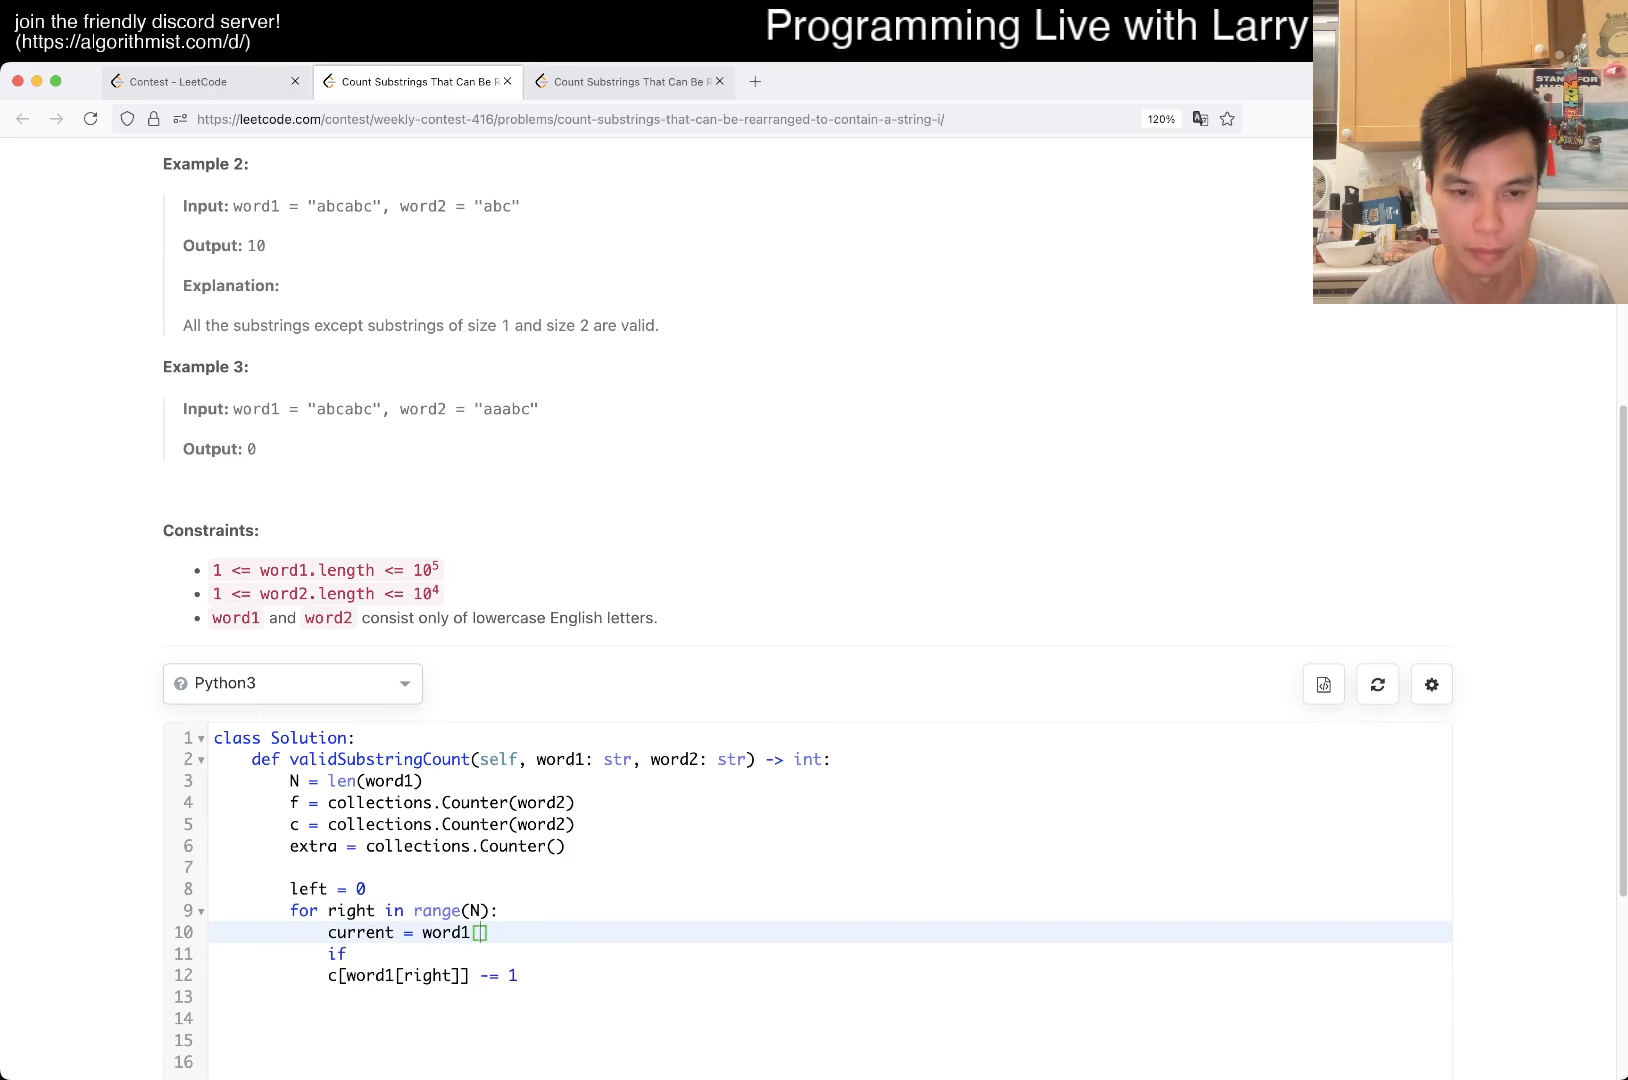 join the friendly discord server!
(https://algorithmist.com/d/)
Programming Live with Larry
Contest - LeetCode
Count Substrings That Can Be R
Count Substrings That Can Be R
https://leetcode.com/contest/weekly-contest-416/problems/count-substrings-that-can-be-rearranged-to-contain-a-string-i/
120%
Example 2:
Input: word1 = "abcabc", word2 = "abc"
Output: 10
Explanation:
All the substrings except substrings of size 1 and size 2 are valid.
Example 3:
Input: word1 = "abcabc", word2 = "aaabc"
Output: 0
Constraints:
1 <= word1.length <= 10⁵
1 <= word2.length <= 10⁴
word1 and word2 consist only of lowercase English letters.
Python3
1 class Solution:
2 def validSubstringCount(self, word1: str, word2: str) -> int:
3 N = len(word1)
4 f = collections.Counter(word2)
5 c = collections.Counter(word2)
6 extra = collections.Counter()
7
8 left = 0
9 for right in range(N):
10 current = word1[]
11 if
12 c[word1[right]] -= 1
13
14
15
16